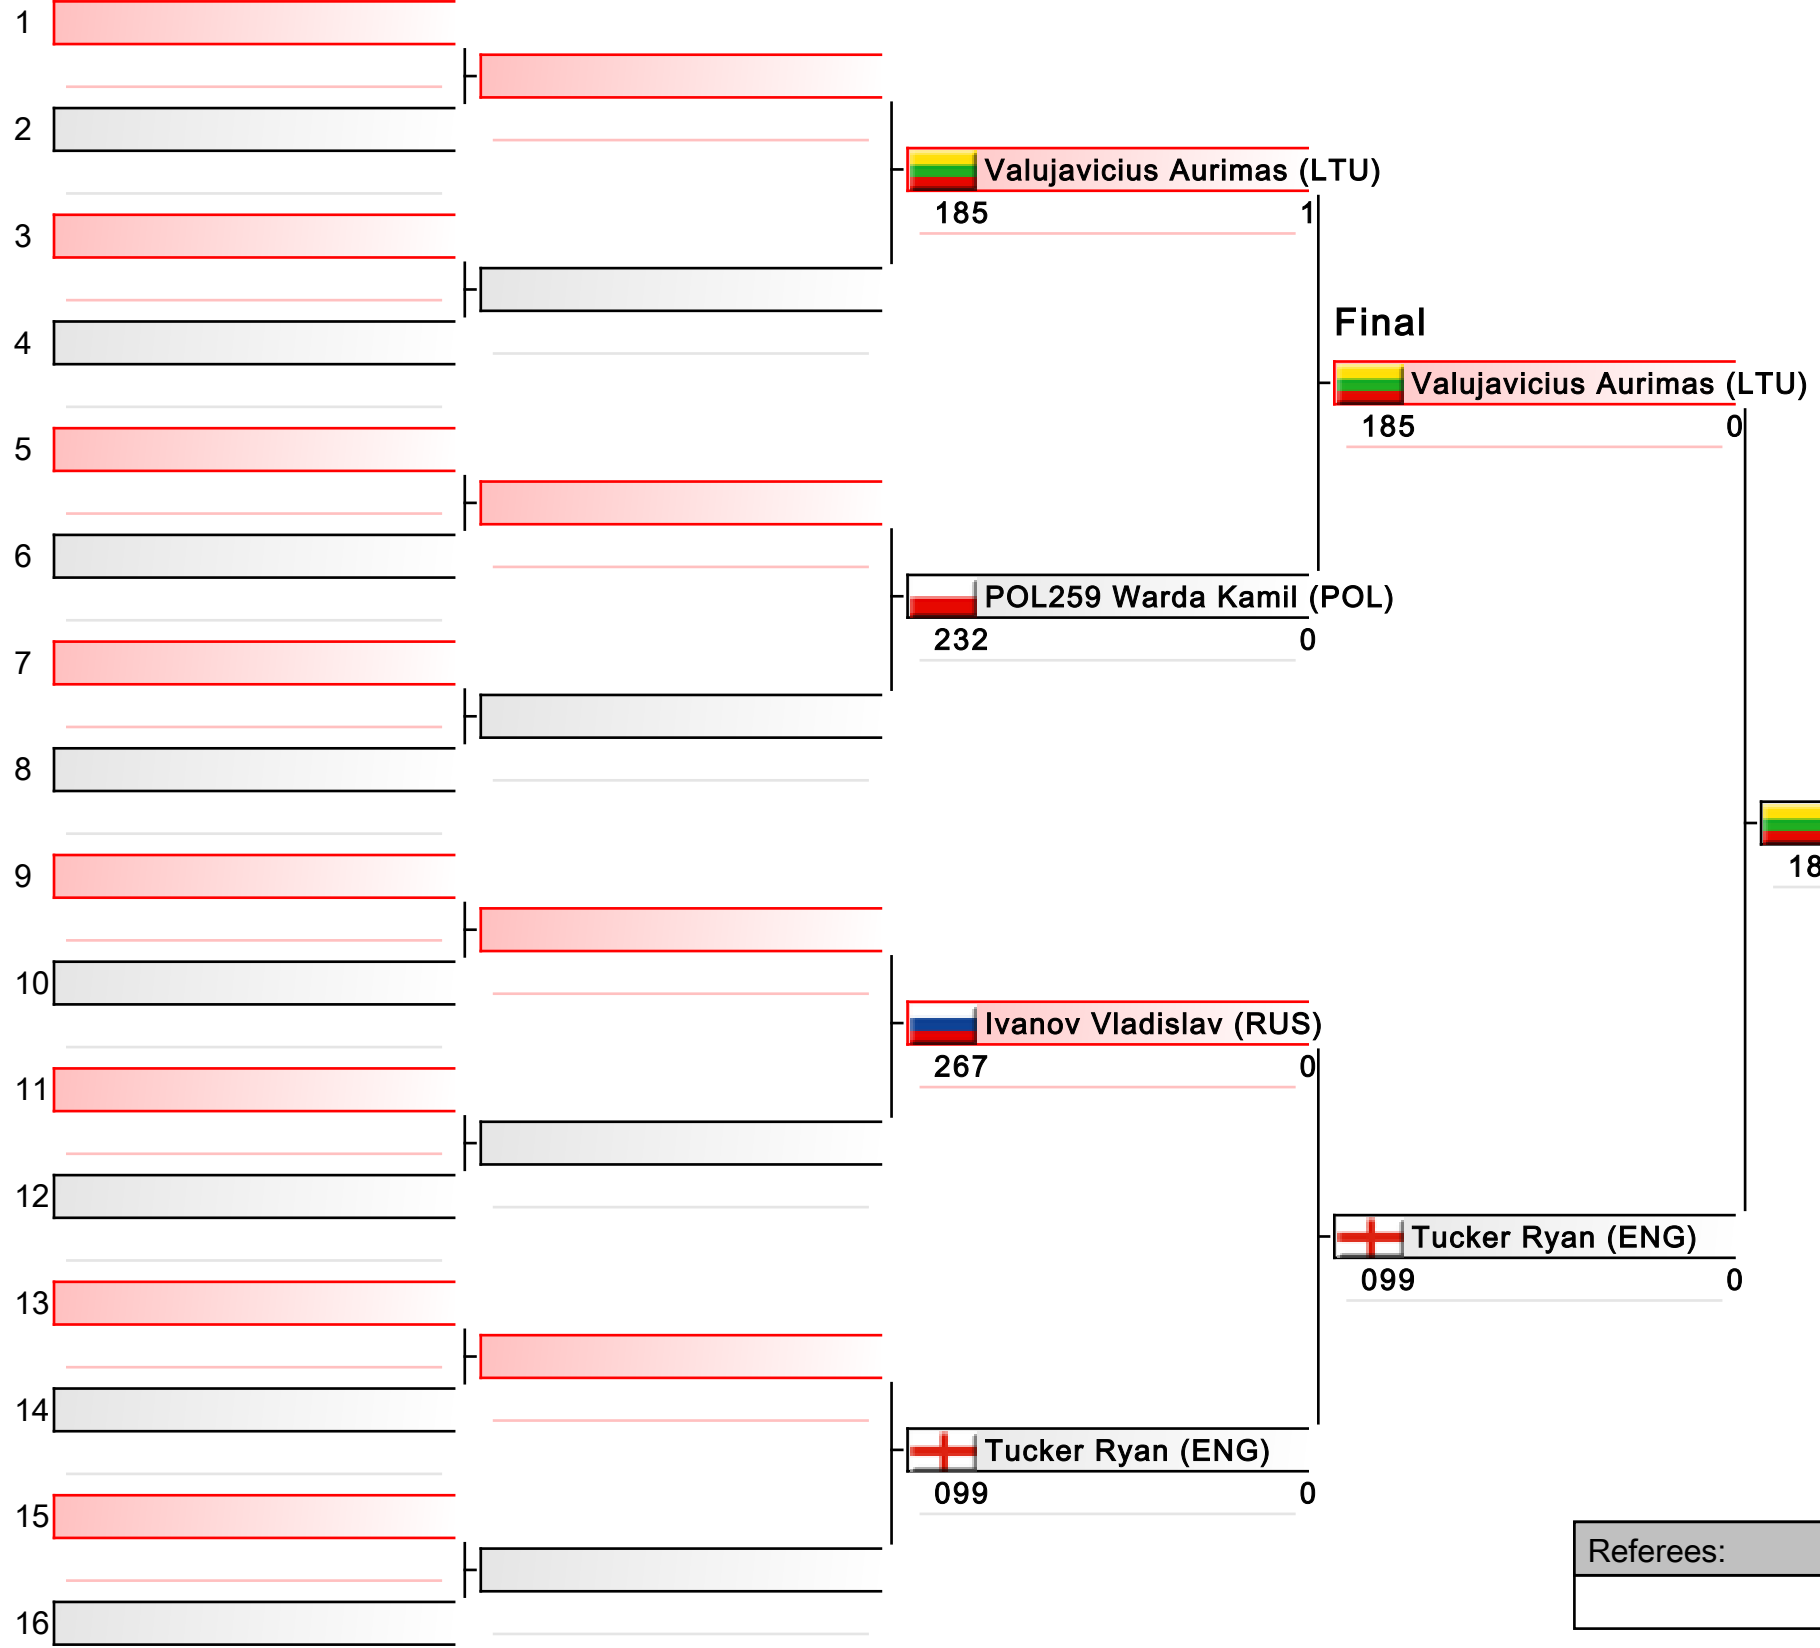 1
2
Valujavicius Aurimas (LTU)
185 1
3
Final
4
Valujavicius Aurimas (LTU)
185 0
5
6
POL259 Warda Kamil (POL)
232 0
7
8
18
9
10
Ivanov Vladislav (RUS)
267 0
11
12
Tucker Ryan (ENG)
099 0
13
14
Tucker Ryan (ENG)
099 0
15
Referees:
16